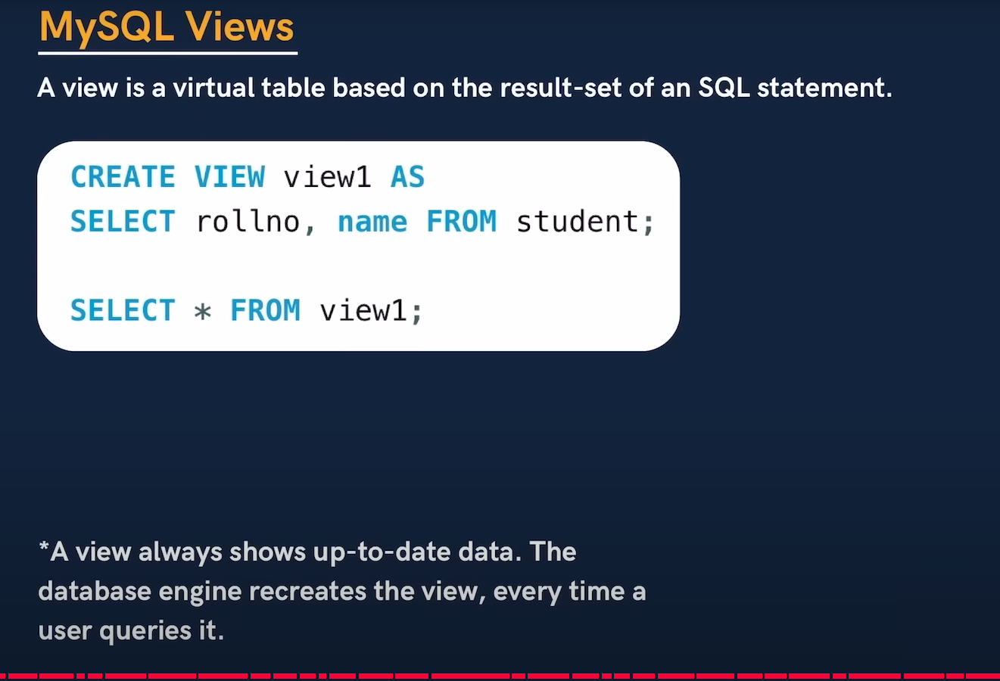 MySQL Views
A view is a virtual table based on the result-set of an SQL statement.
CREATE VIEW view1 AS
SELECT rollno, name FROM student;
SELECT * FROM view1;
*A view always shows up-to-date data. The
database engine recreates the view, every time a
user queries it.